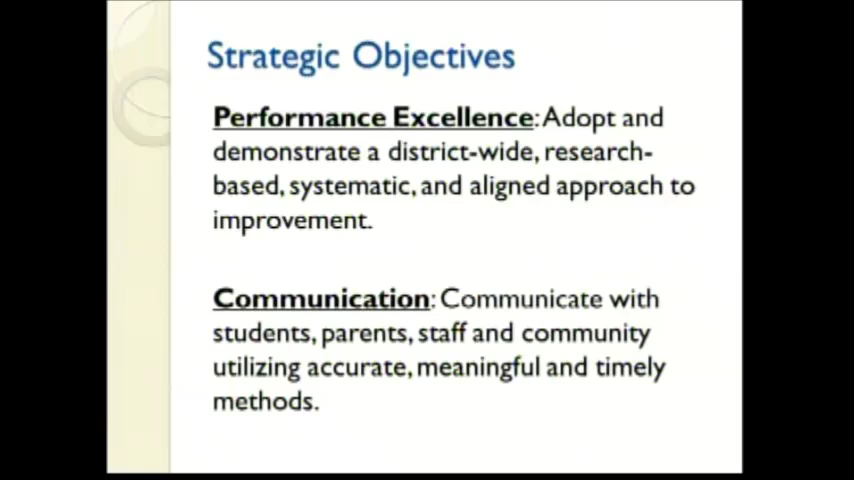 Strategic Objectives
Performance Excellence: Adopt and
demonstrate a district-wide, research-
based, systematic, and aligned approach to
improvement.
Communication: Communicate with
students, parents, staff and community
utilizing accurate, meaningful and timely
methods.